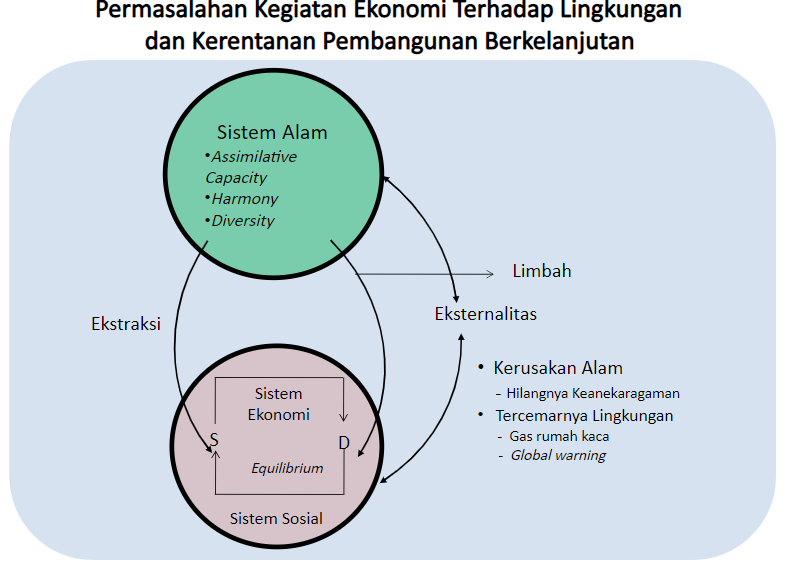 Permasalahan Kegiatan Ekonomi Terhadap Lingkungan
dan Kerentanan Pembangunan Berkelanjutan
Sistem Alam
•Assimilative
Capacity
•Harmony
•Diversity
Limbah
Ekstraksi
Eksternalitas
• Kerusakan Alam
- Hilangnya Keanekaragaman
• Tercemarnya Lingkungan
- Gas rumah kaca
- Global warning
Sistem
Ekonomi
S
D
Equilibrium
Sistem Sosial